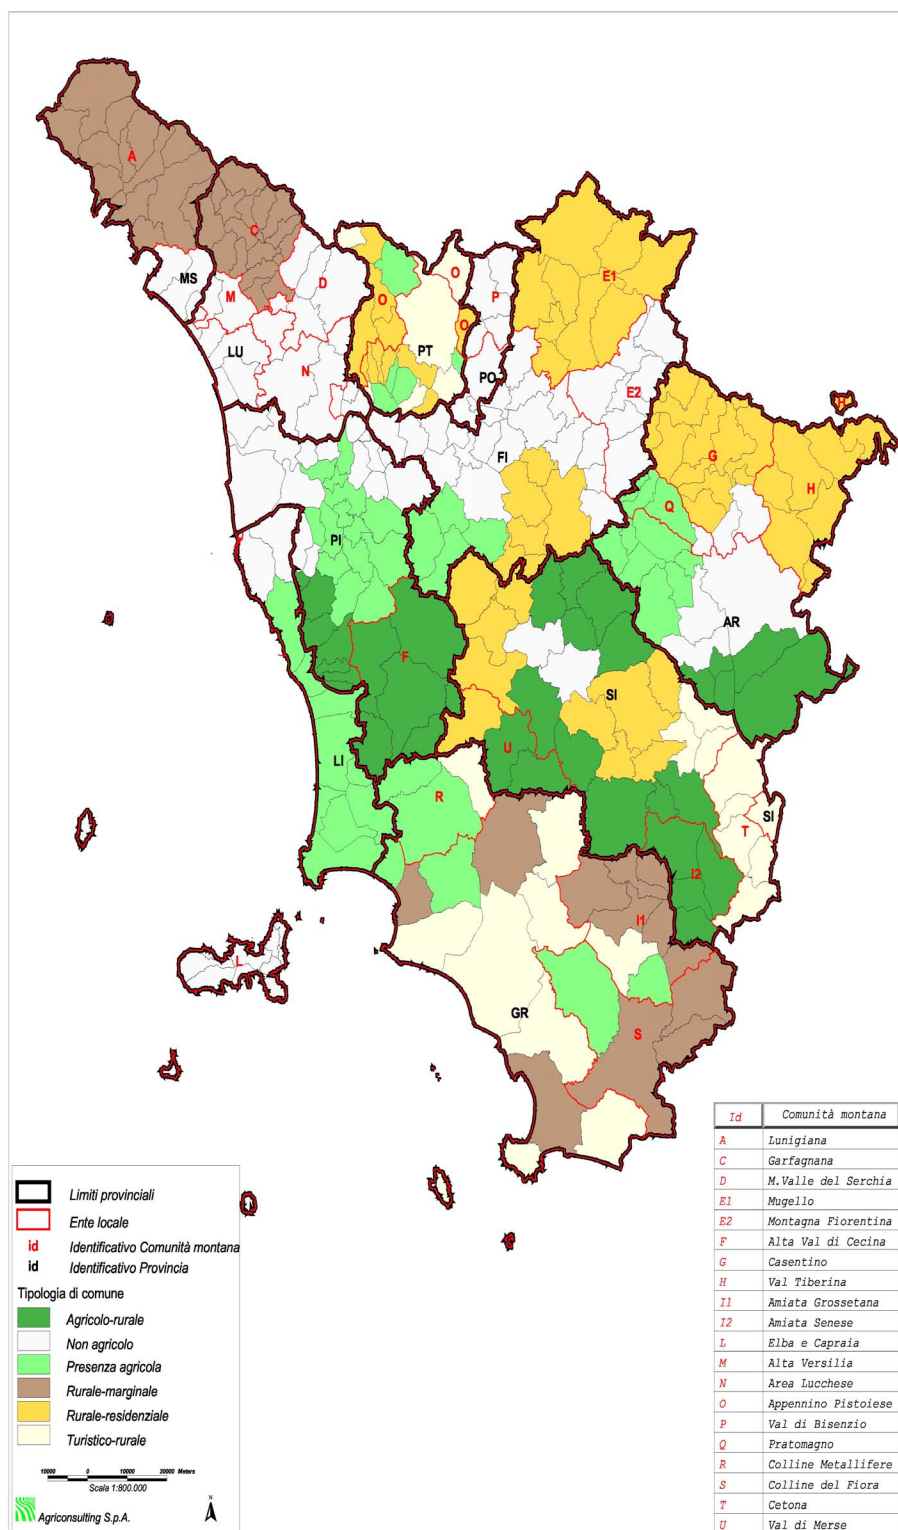 A
C
MS
M
D
O
O
P
E1
LU
O
O
PT
N
PO
E2
H
FI
G
H
Q
PI
AR
F
SI
U
LI
R
SI
T
I2
I1
L
GR
S
Id Comunità montana
A Lunigiana
C Garfagnana
D M.Valle del Serchia
E1 Mugello
E2 Montagna Fiorentina
F Alta Val di Cecina
G Casentino
H Val Tiberina
I1 Amiata Grossetana
I2 Amiata Senese
L Elba e Capraia
M Alta Versilia
N Area Lucchese
O Appennino Pistoiese
P Val di Bisenzio
Q Pratomagno
R Colline Metallifere
S Colline del Fiora
T Cetona
U Val di Merse
Limiti provinciali
Ente locale
id Identificativo Comunità montana
id Identificativo Provincia
Tipologia di comune
Agricolo-rurale
Non agricolo
Presenza agricola
Rurale-marginale
Rurale-residenziale
Turistico-rurale
10000 0 10000 20000 Meters
Scala 1:800.000
Agriconsulting S.p.A.
N